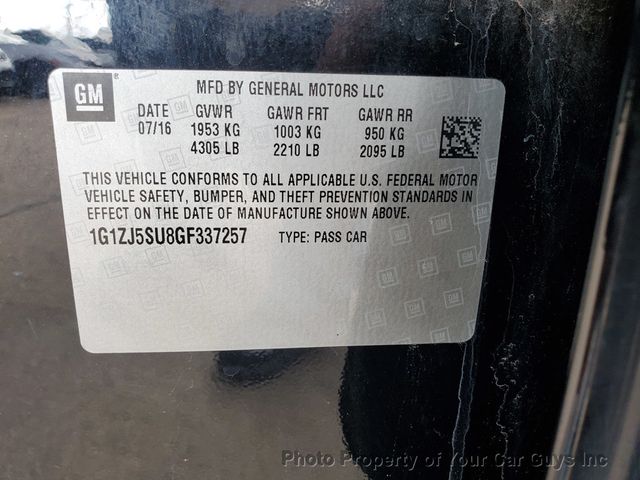 GM
MFD BY GENERAL MOTORS LLC
DATE GVWR GAWR FRT GAWR RR
07/16 1953 KG 1003 KG 950 KG
4305 LB 2210 LB 2095 LB
THIS VEHICLE CONFORMS TO ALL APPLICABLE U.S. FEDERAL MOTOR
VEHICLE SAFETY, BUMPER, AND THEFT PREVENTION STANDARDS IN
EFFECT ON THE DATE OF MANUFACTURE SHOWN ABOVE.
1G1ZJ5SU8GF337257 TYPE: PASS CAR
Photo Property of Your Car Guys Inc